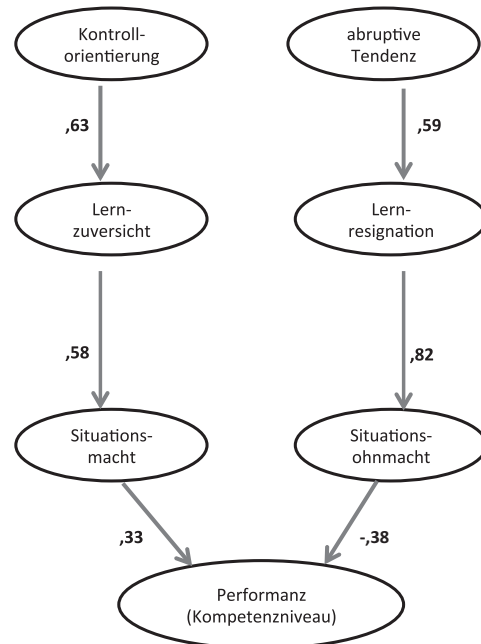 Kontroll-
orientierung
abruptive
Tendenz
,63
,59
Lern-
zuversicht
Lern-
resignation
,58
,82
Situations-
macht
Situations-
ohnmacht
,33
-,38
Performanz
(Kompetenzniveau)